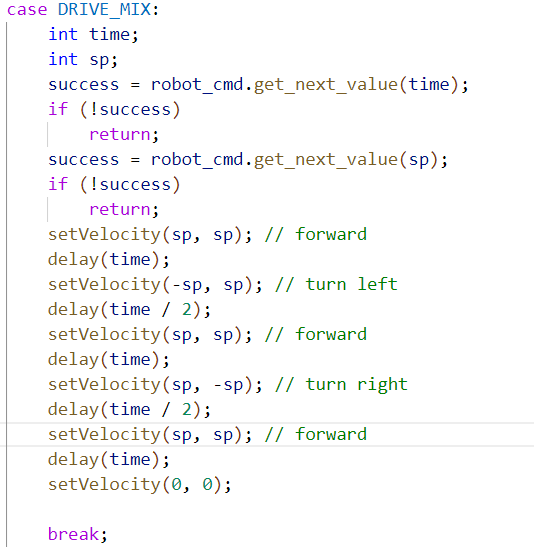 case DRIVE_MIX:
    int time;
    int sp;
    success = robot_cmd.get_next_value(time);
    if (!success)
        return;
    success = robot_cmd.get_next_value(sp);
    if (!success)
        return;
    setVelocity(sp, sp); // forward
    delay(time);
    setVelocity(-sp, sp); // turn left
    delay(time / 2);
    setVelocity(sp, sp); // forward
    delay(time);
    setVelocity(sp, -sp); // turn right
    delay(time / 2);
    setVelocity(sp, sp); // forward
    delay(time);
    setVelocity(0, 0);

    break;